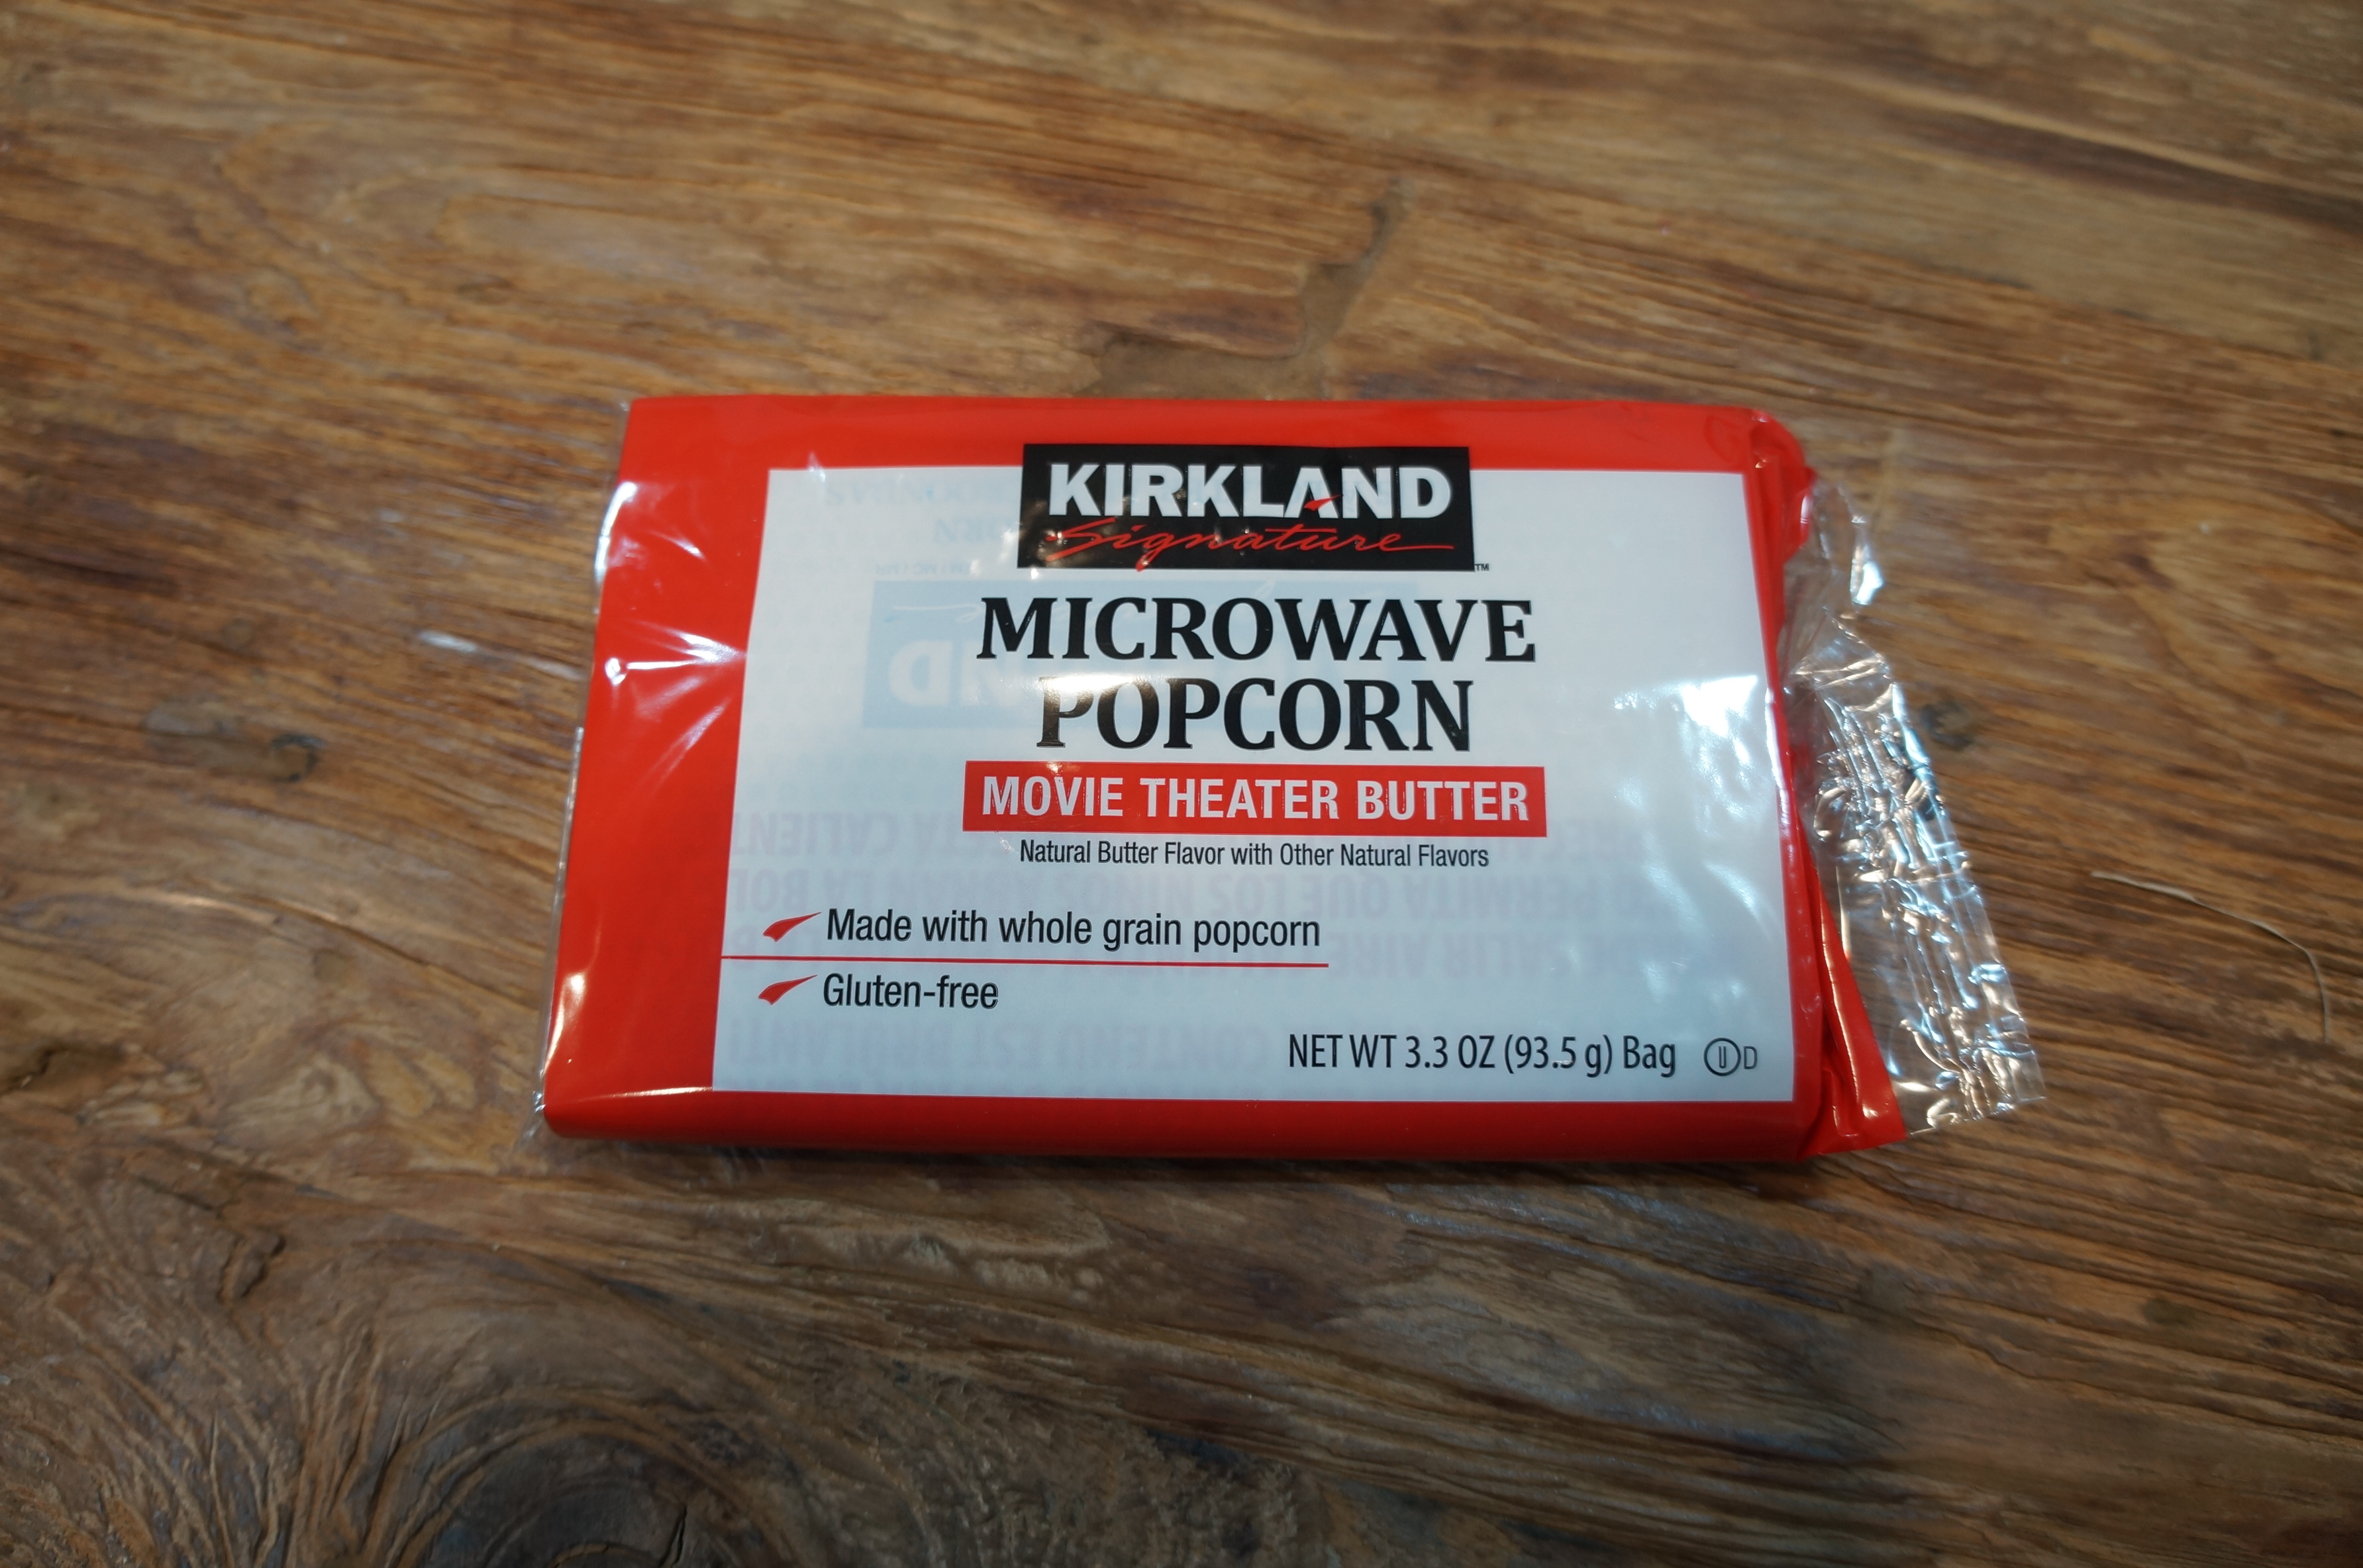 KIRKLAND
Signature™
MICROWAVE
POPCORN
MOVIE THEATER BUTTER
Natural Butter Flavor with Other Natural Flavors
Made with whole grain popcorn
Gluten-free
NET WT 3.3 OZ (93.5 g) Bag Ⓤ D